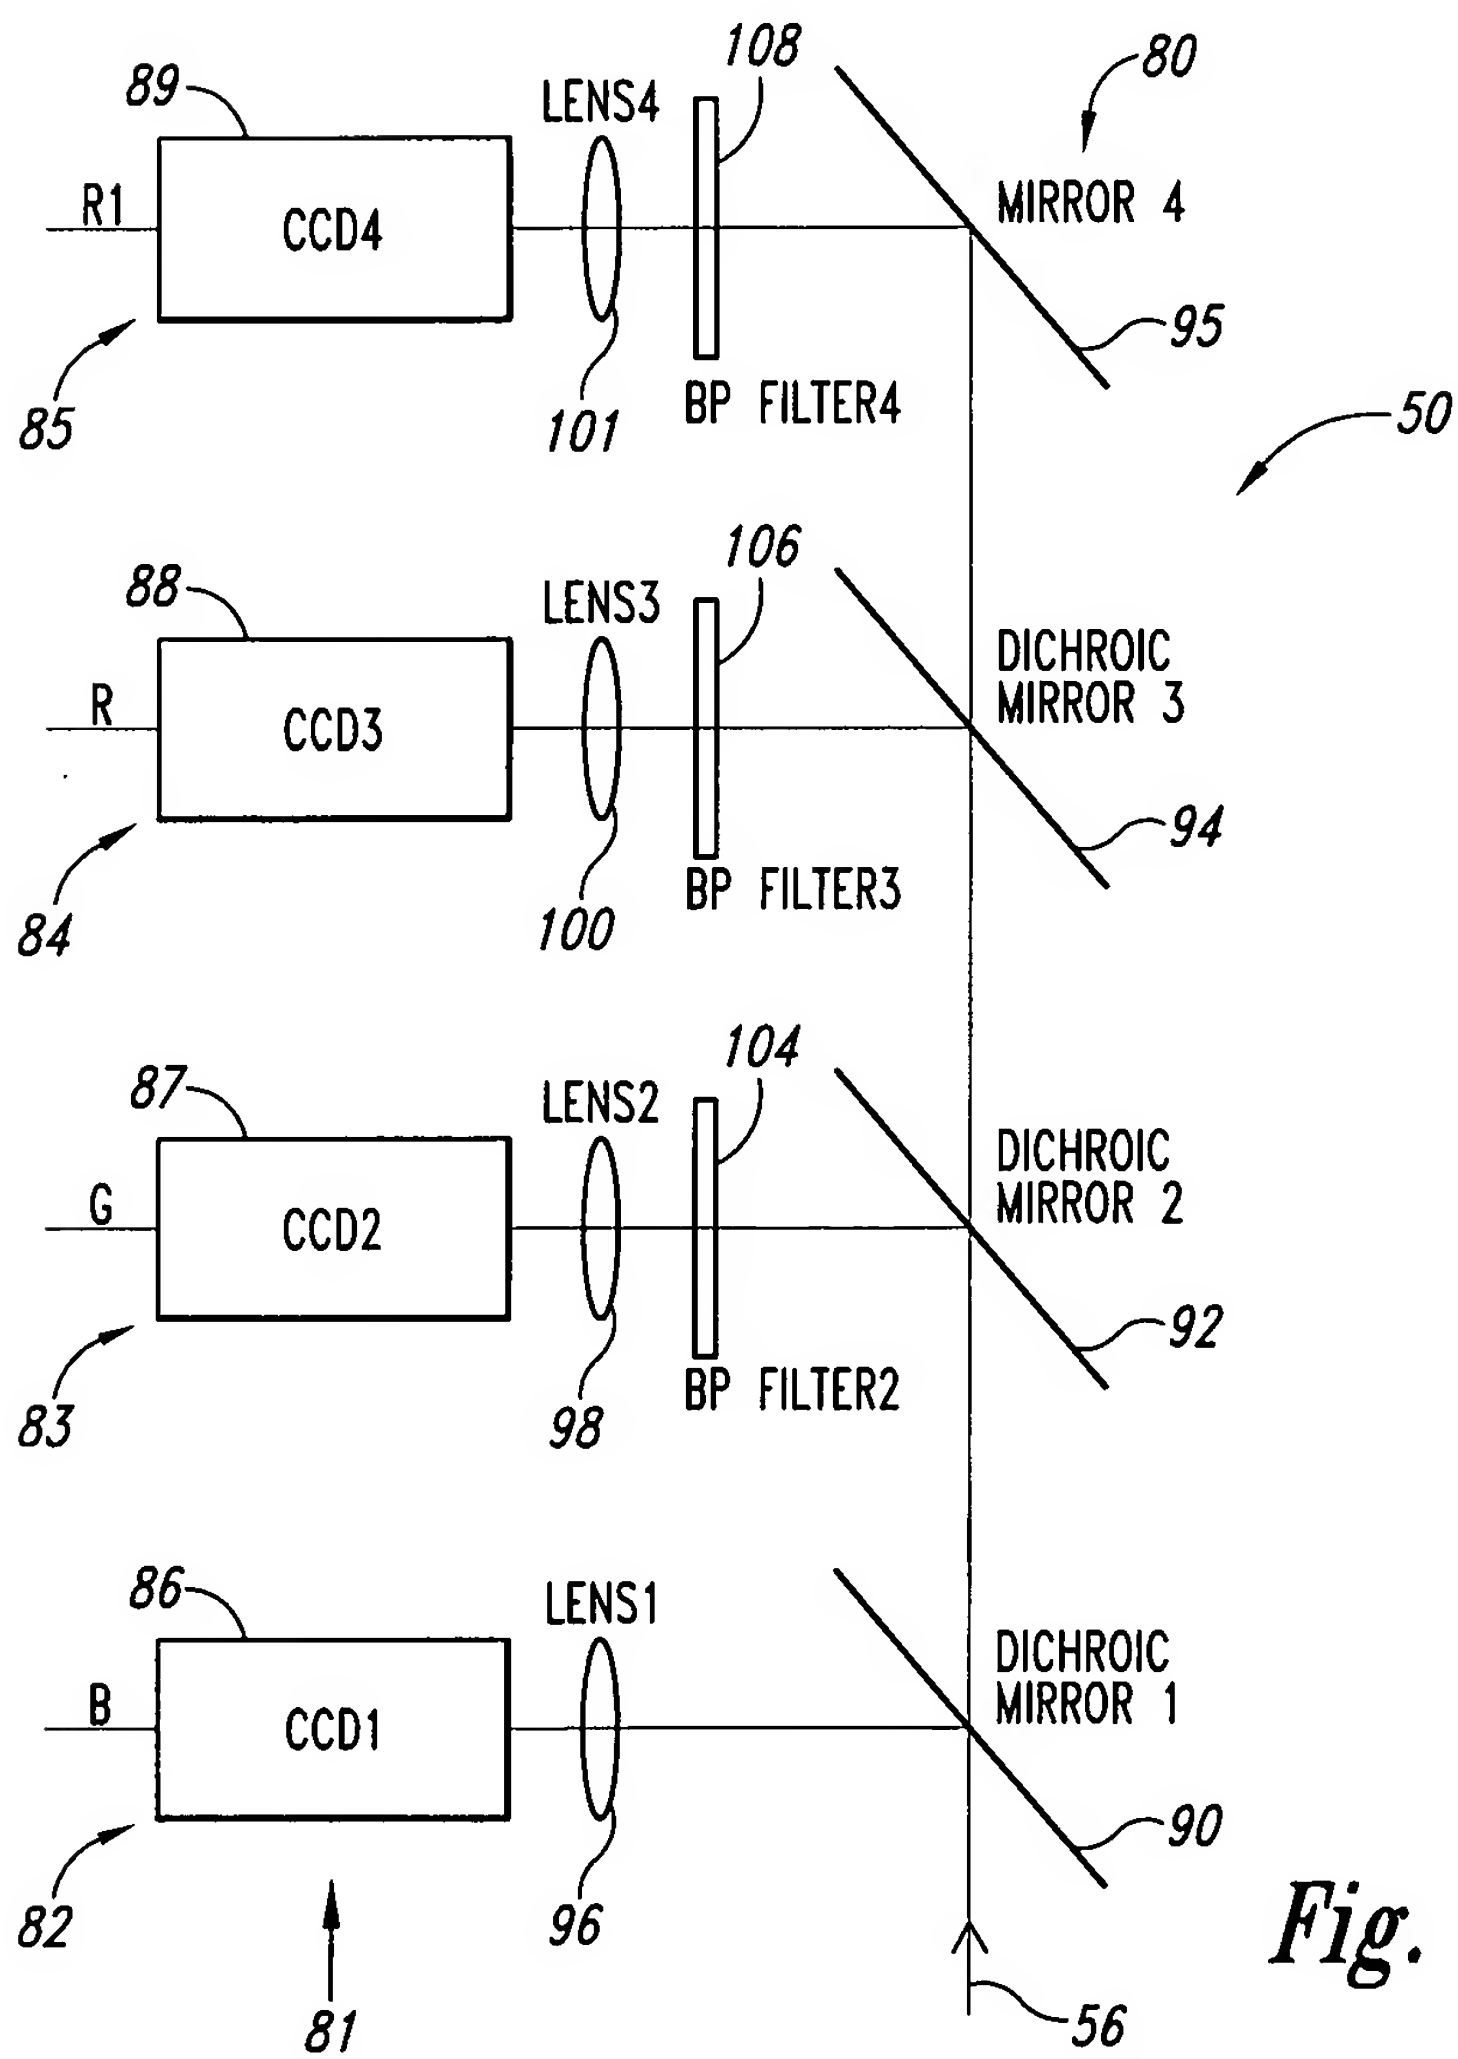 108
80
89
LENS4
R1
CCD4
MIRROR 4
95
85
101
BP FILTER4
50
106
88
LENS3
DICHROIC
MIRROR 3
R
CCD3
94
84
100
BP FILTER3
104
87
LENS2
DICHROIC
MIRROR 2
G
CCD2
92
83
98
BP FILTER2
86
LENS1
DICHROIC
MIRROR 1
B
CCD1
90
82
96
81
56
Fig.